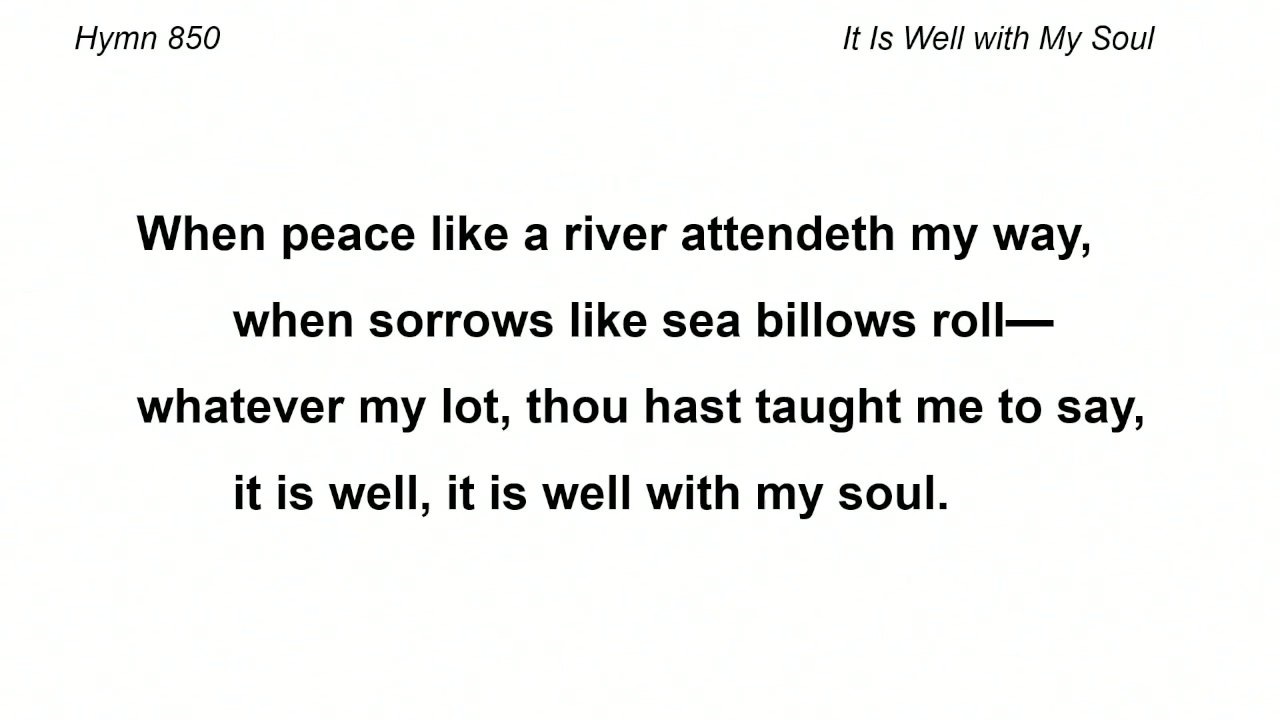 Hymn 850
It Is Well with My Soul
When peace like a river attendeth my way,
when sorrows like sea billows roll—
whatever my lot, thou hast taught me to say,
it is well, it is well with my soul.